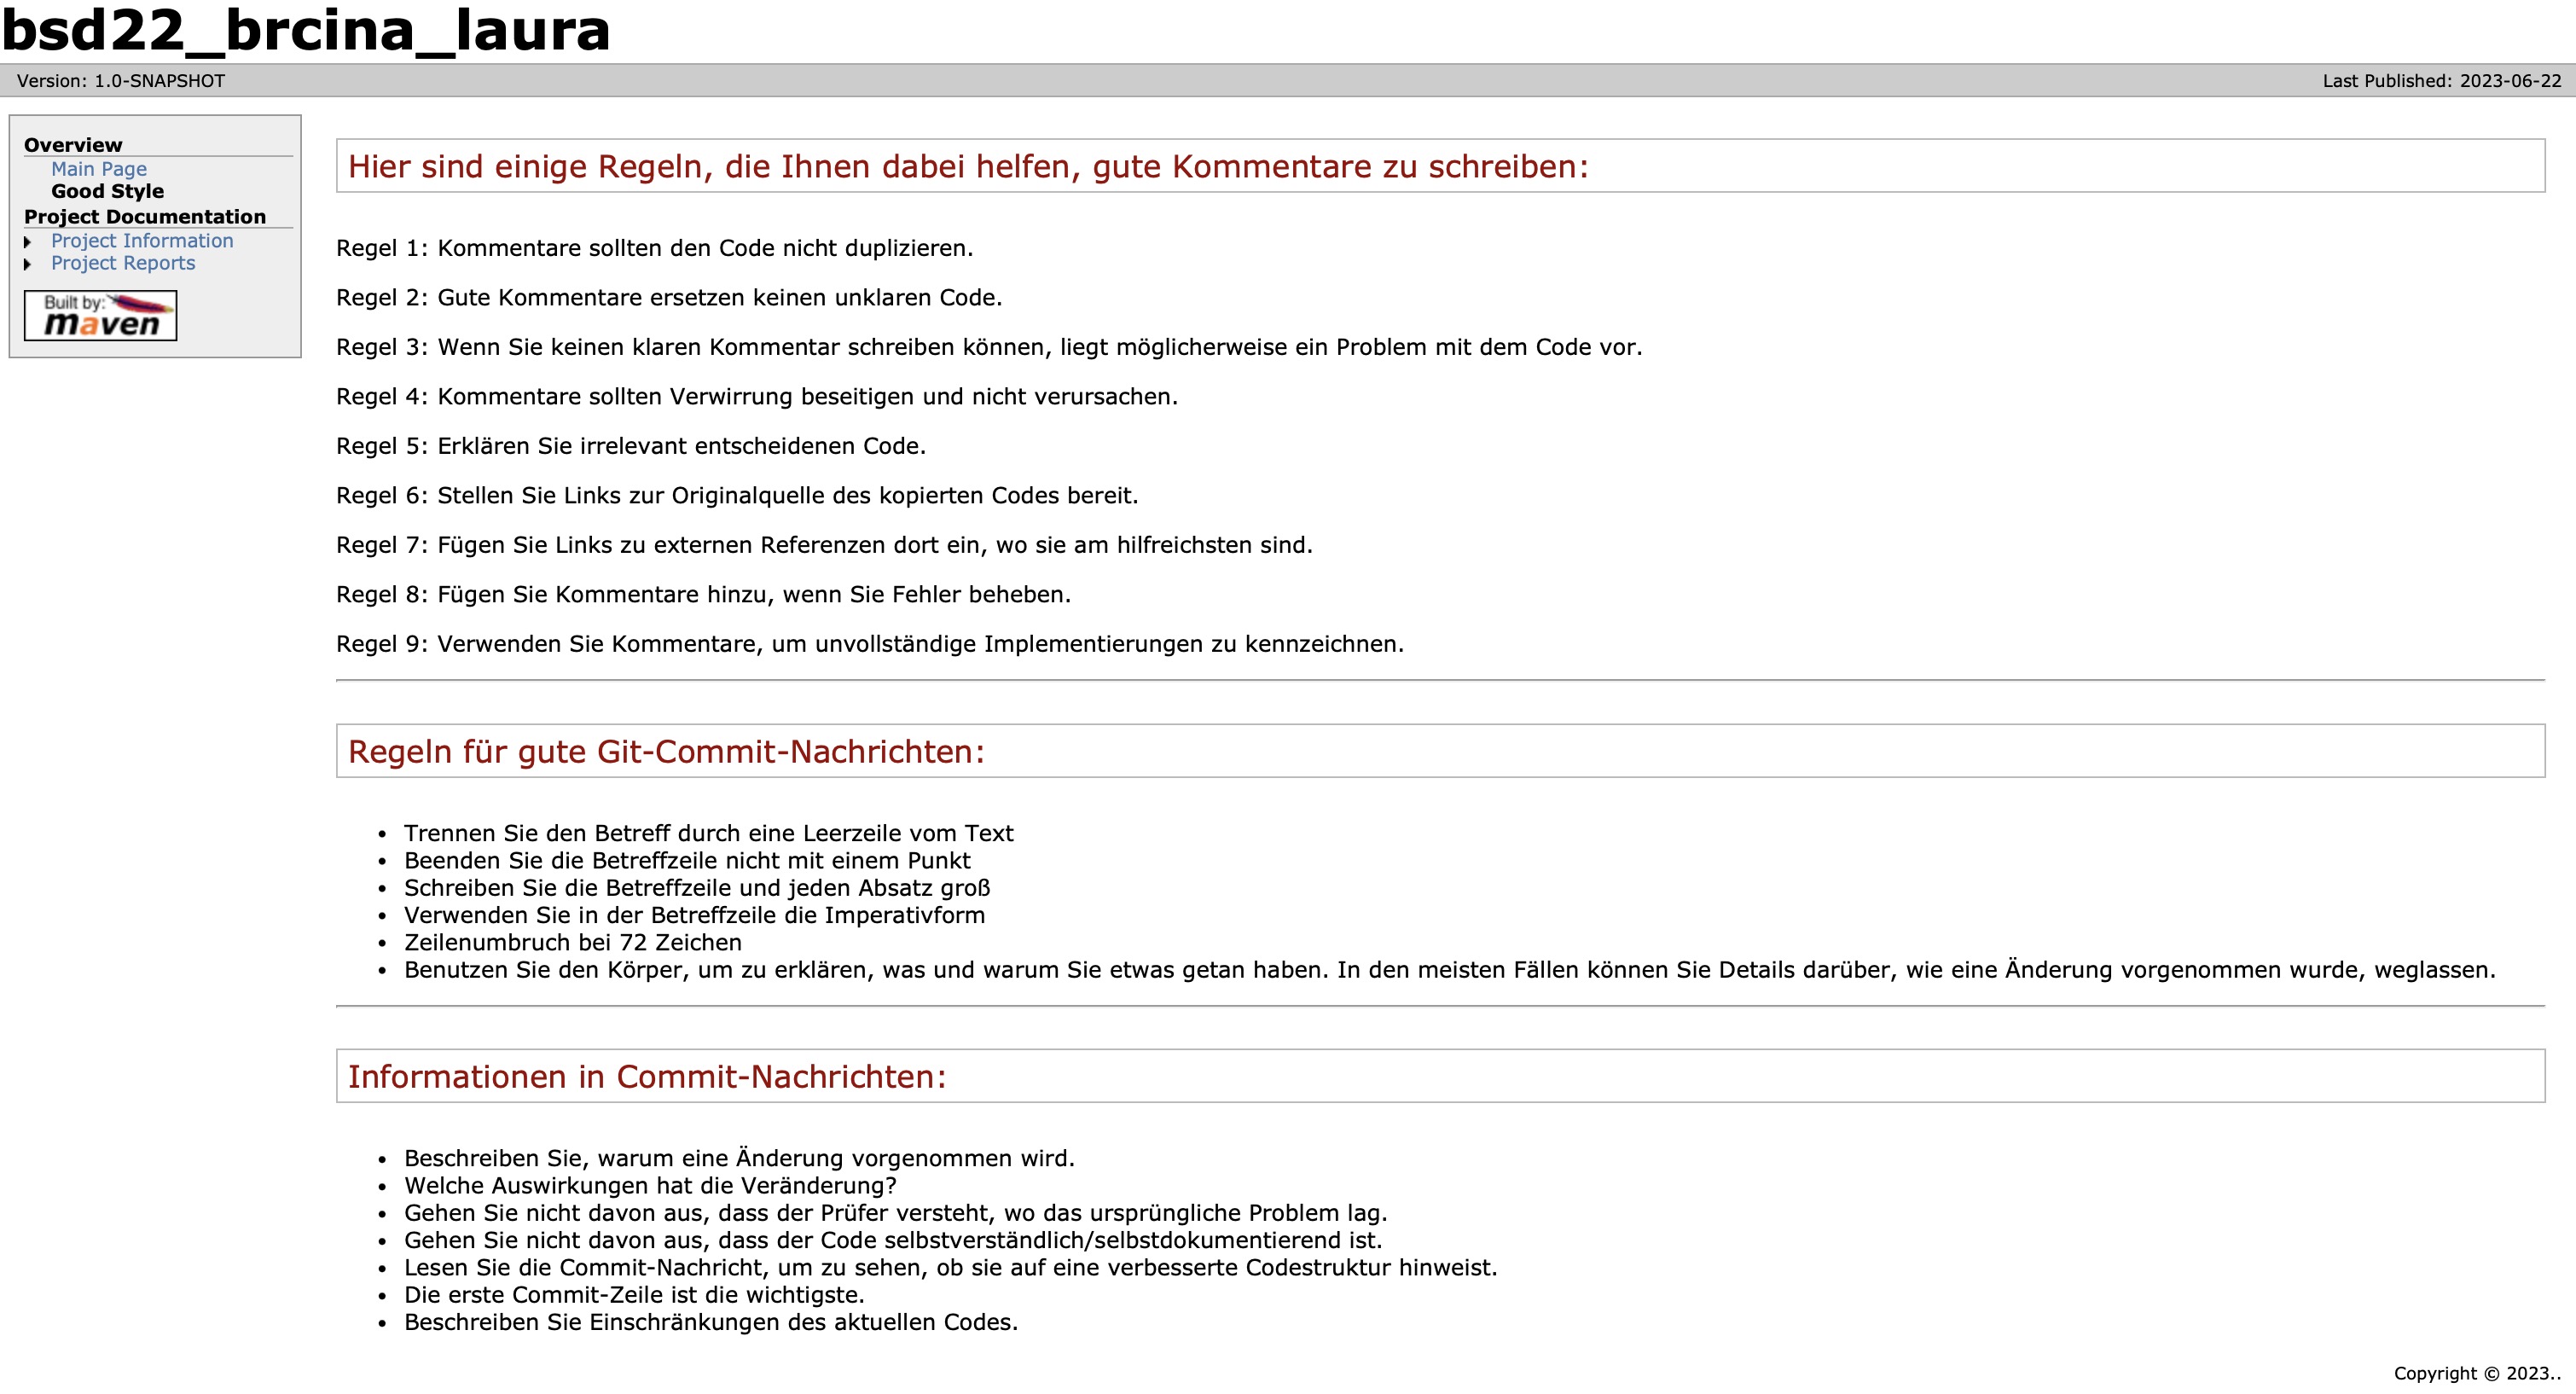 bsd22_brcina_laura
Version: 1.0-SNAPSHOT
Last Published: 2023-06-22
Overview
Main Page
Good Style
Project Documentation
Project Information
Project Reports
Built by:
maven
Hier sind einige Regeln, die Ihnen dabei helfen, gute Kommentare zu schreiben:
Regel 1: Kommentare sollten den Code nicht duplizieren.
Regel 2: Gute Kommentare ersetzen keinen unklaren Code.
Regel 3: Wenn Sie keinen klaren Kommentar schreiben können, liegt möglicherweise ein Problem mit dem Code vor.
Regel 4: Kommentare sollten Verwirrung beseitigen und nicht verursachen.
Regel 5: Erklären Sie irrelevant entscheidenen Code.
Regel 6: Stellen Sie Links zur Originalquelle des kopierten Codes bereit.
Regel 7: Fügen Sie Links zu externen Referenzen dort ein, wo sie am hilfreichsten sind.
Regel 8: Fügen Sie Kommentare hinzu, wenn Sie Fehler beheben.
Regel 9: Verwenden Sie Kommentare, um unvollständige Implementierungen zu kennzeichnen.
Regeln für gute Git-Commit-Nachrichten:
• Trennen Sie den Betreff durch eine Leerzeile vom Text
• Beenden Sie die Betreffzeile nicht mit einem Punkt
• Schreiben Sie die Betreffzeile und jeden Absatz groß
• Verwenden Sie in der Betreffzeile die Imperativform
• Zeilenumbruch bei 72 Zeichen
• Benutzen Sie den Körper, um zu erklären, was und warum Sie etwas getan haben. In den meisten Fällen können Sie Details darüber, wie eine Änderung vorgenommen wurde, weglassen.
Informationen in Commit-Nachrichten:
• Beschreiben Sie, warum eine Änderung vorgenommen wird.
• Welche Auswirkungen hat die Veränderung?
• Gehen Sie nicht davon aus, dass der Prüfer versteht, wo das ursprüngliche Problem lag.
• Gehen Sie nicht davon aus, dass der Code selbstverständlich/selbstdokumentierend ist.
• Lesen Sie die Commit-Nachricht, um zu sehen, ob sie auf eine verbesserte Codestruktur hinweist.
• Die erste Commit-Zeile ist die wichtigste.
• Beschreiben Sie Einschränkungen des aktuellen Codes.
Copyright © 2023..